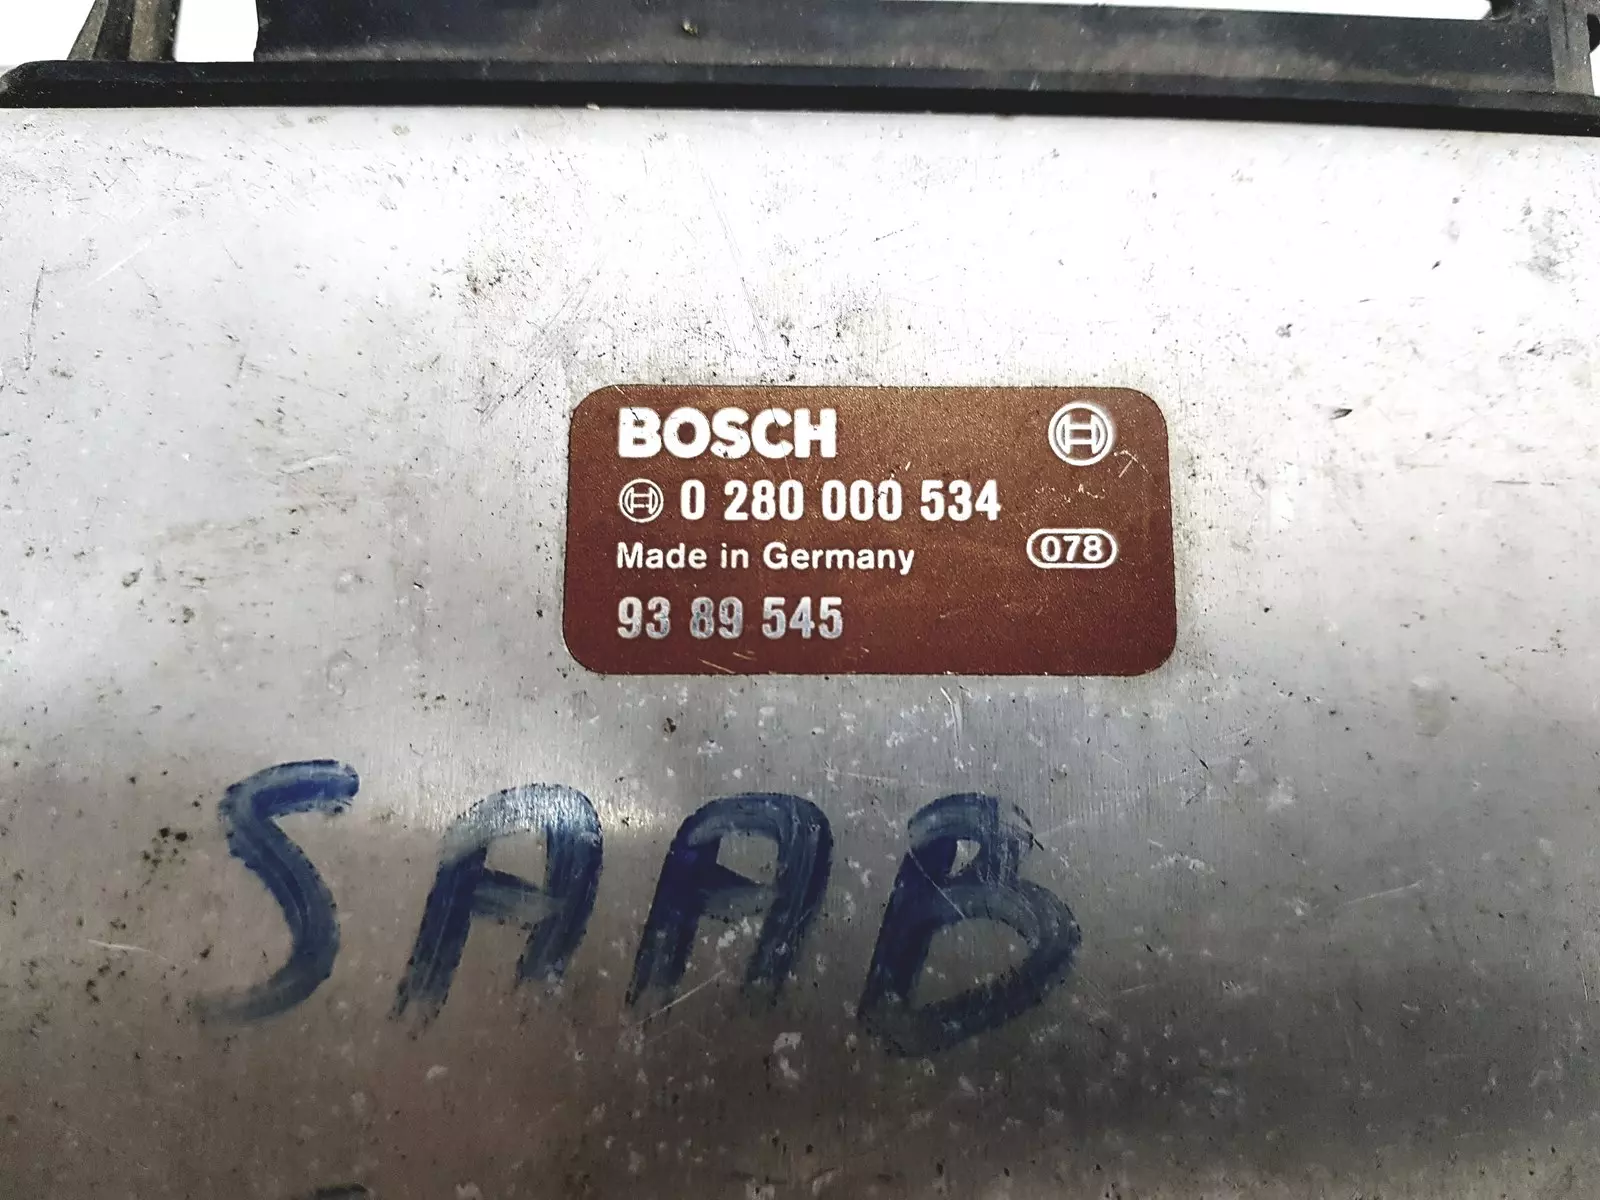 BOSCH
0 280 000 534
Made in Germany 078
93 89 545
SAAB